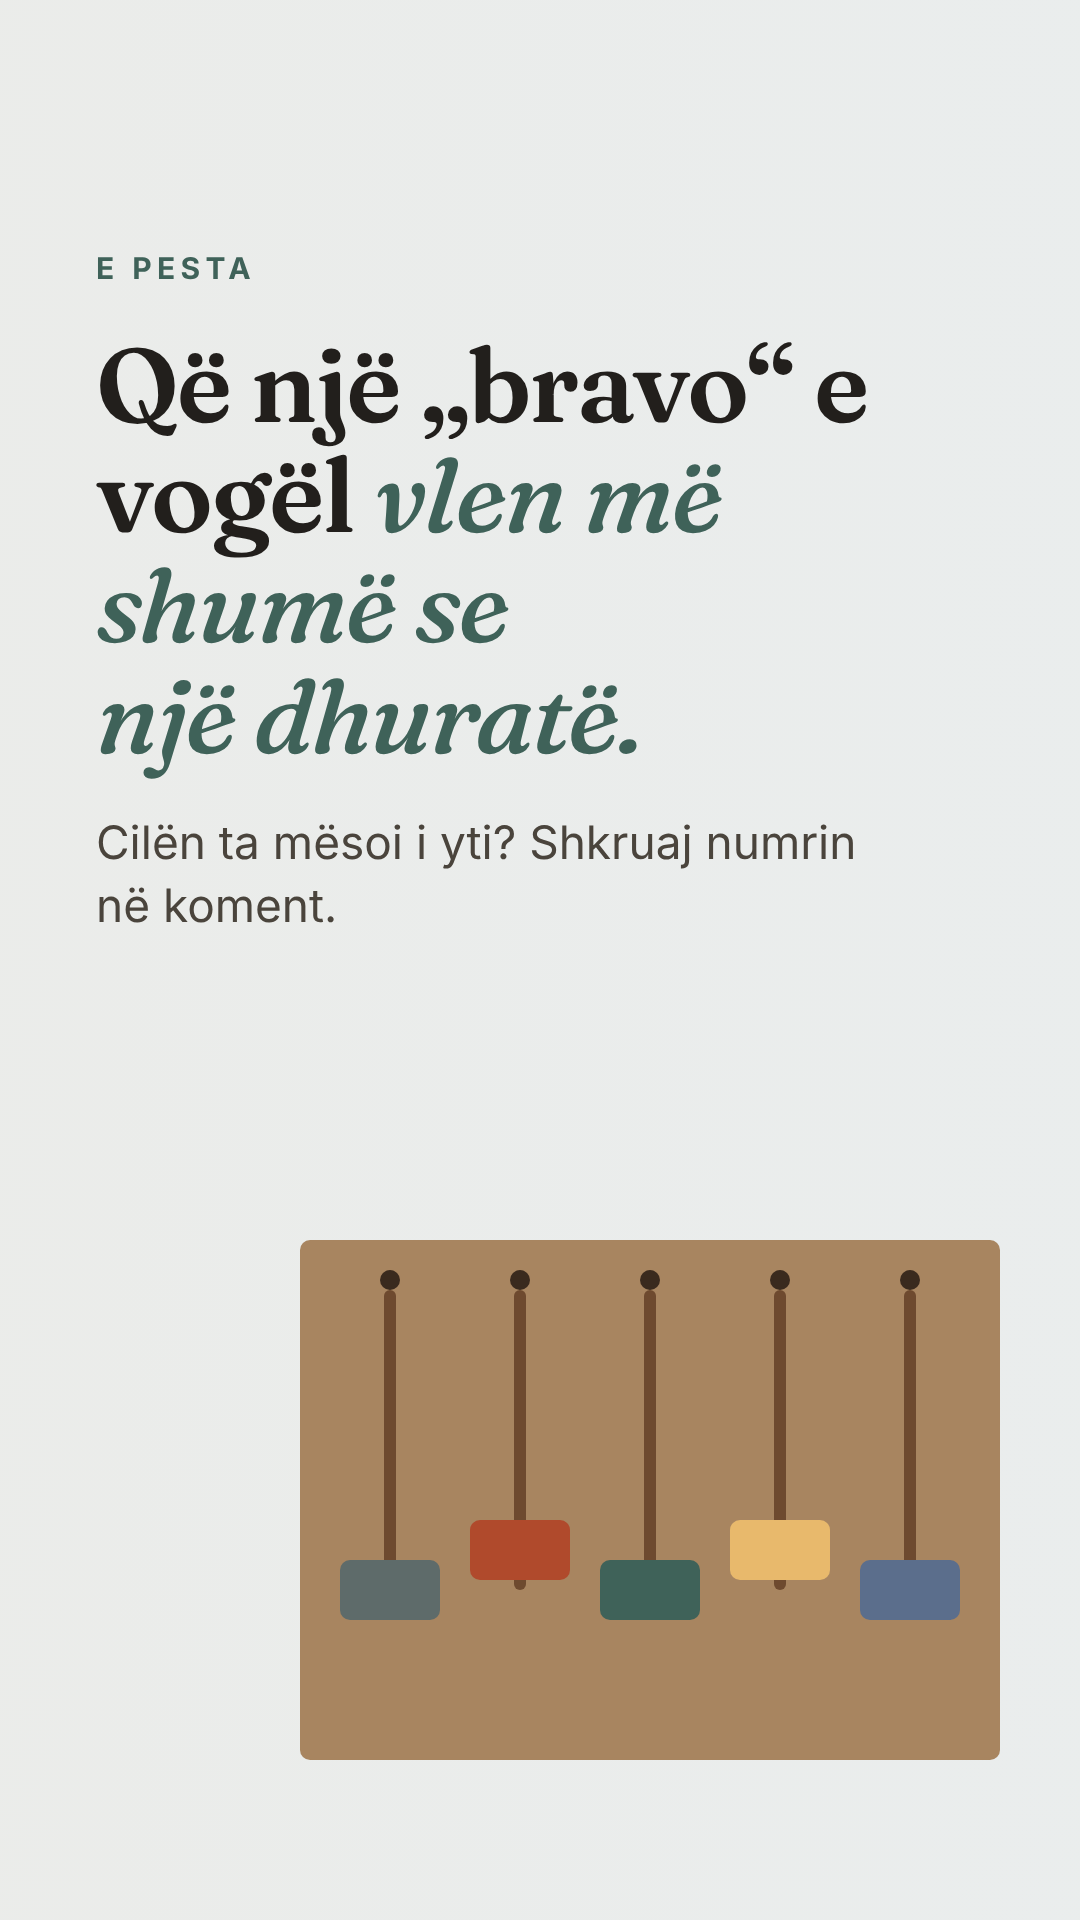 E PESTA
Që një „bravo“ e
vogël vlen më
shumë se
një dhuratë.
Cilën ta mësoi i yti? Shkruaj numrin
në koment.